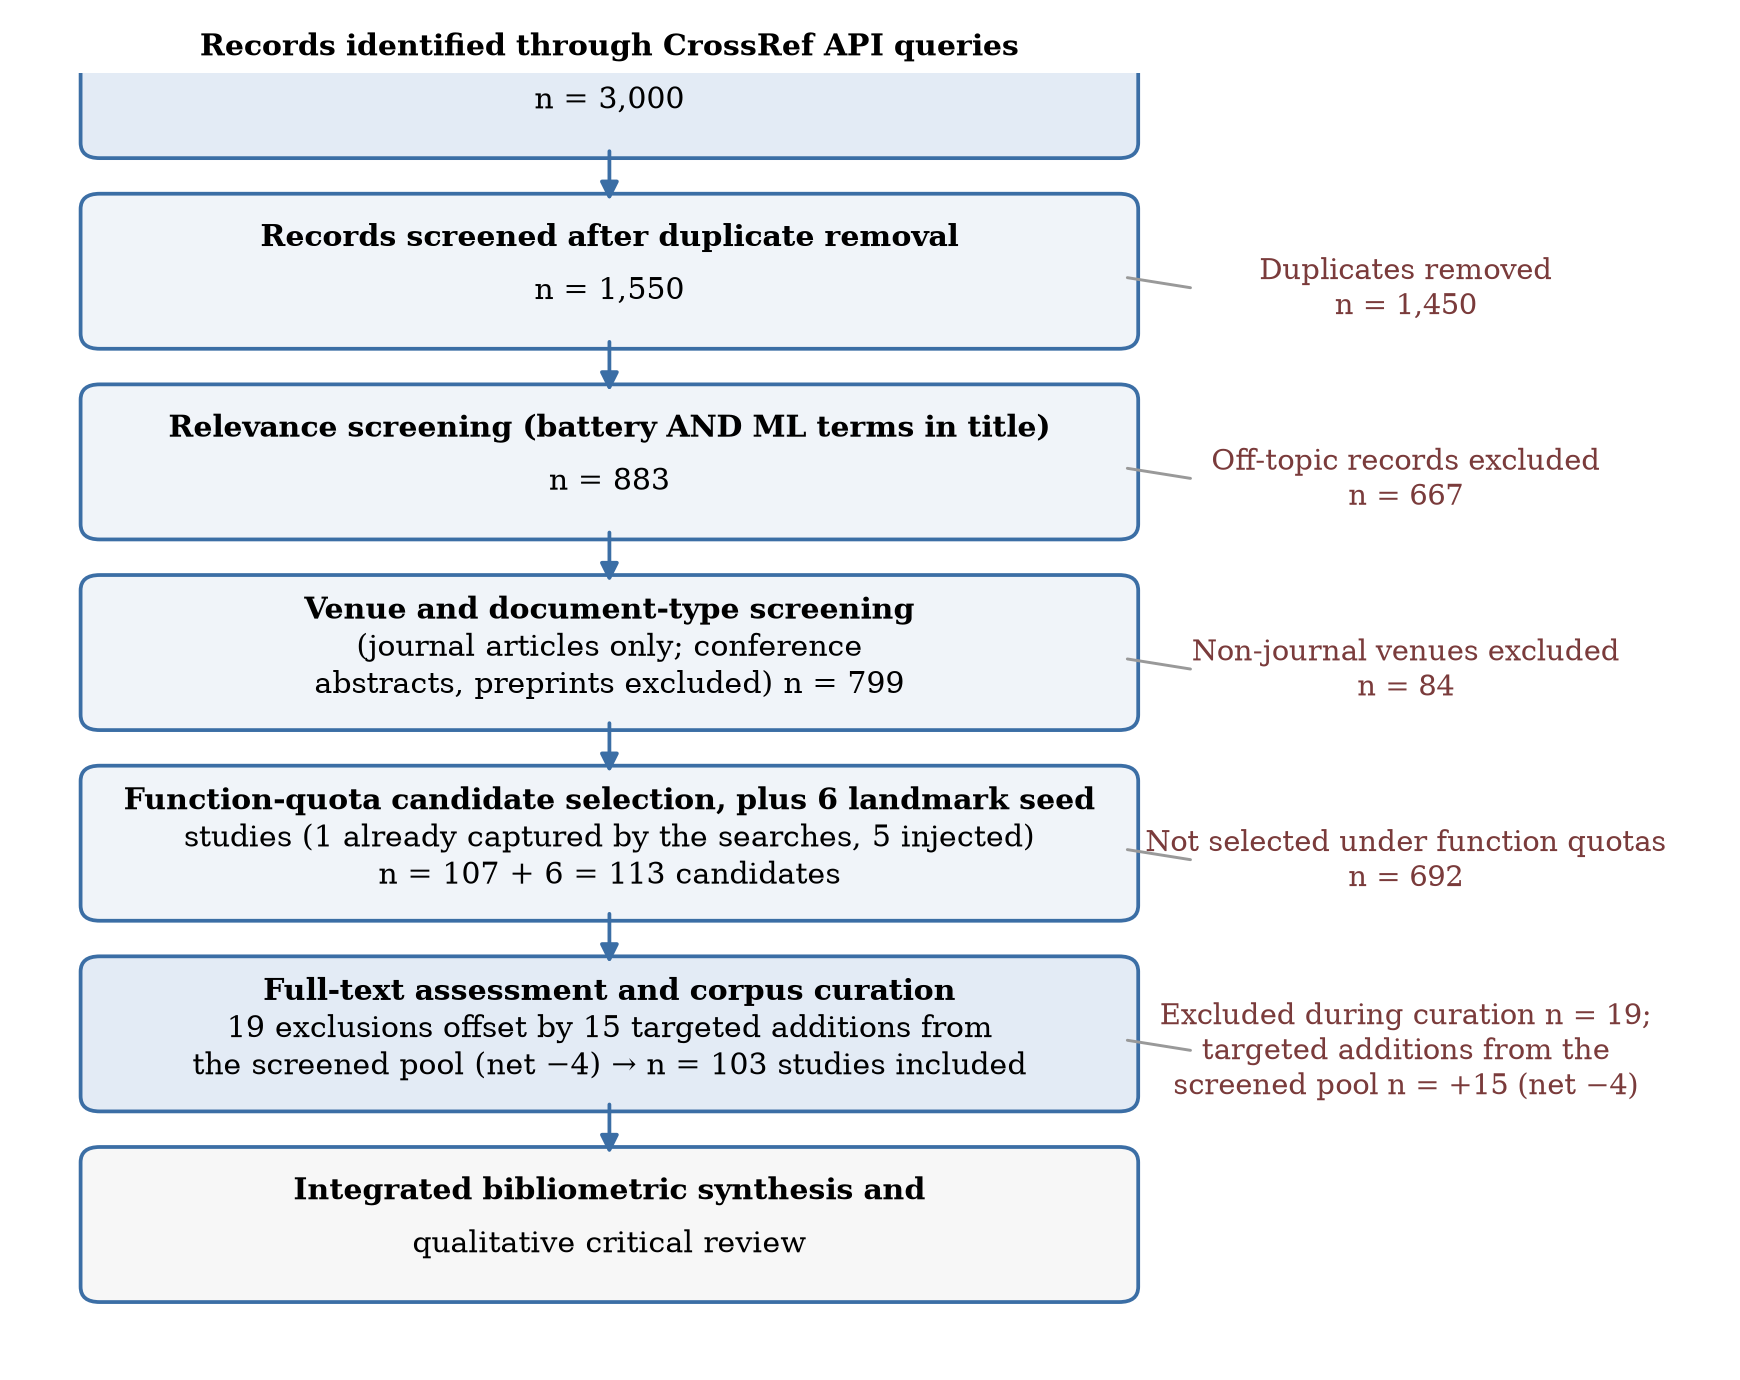 Records identified through CrossRef API queries
n = 3,000
Records screened after duplicate removal
n = 1,550
Duplicates removed
n = 1,450
Relevance screening (battery AND ML terms in title)
n = 883
Off-topic records excluded
n = 667
Venue and document-type screening
(journal articles only; conference
abstracts, preprints excluded) n = 799
Non-journal venues excluded
n = 84
Function-quota candidate selection, plus 6 landmark seed
studies (1 already captured by the searches, 5 injected)
n = 107 + 6 = 113 candidates
Not selected under function quotas
n = 692
Full-text assessment and corpus curation
19 exclusions offset by 15 targeted additions from
the screened pool (net −4) → n = 103 studies included
Excluded during curation n = 19;
targeted additions from the
screened pool n = +15 (net −4)
Integrated bibliometric synthesis and
qualitative critical review